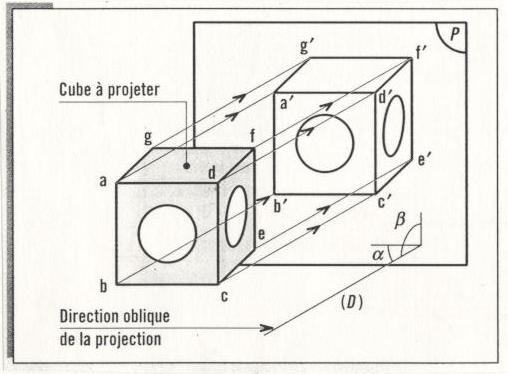 P
g'
f'
Cube à projeter
a'
d'
g
f
a
d
e'
b'
c'
e
β
b
α
c
(D)
Direction oblique
de la projection